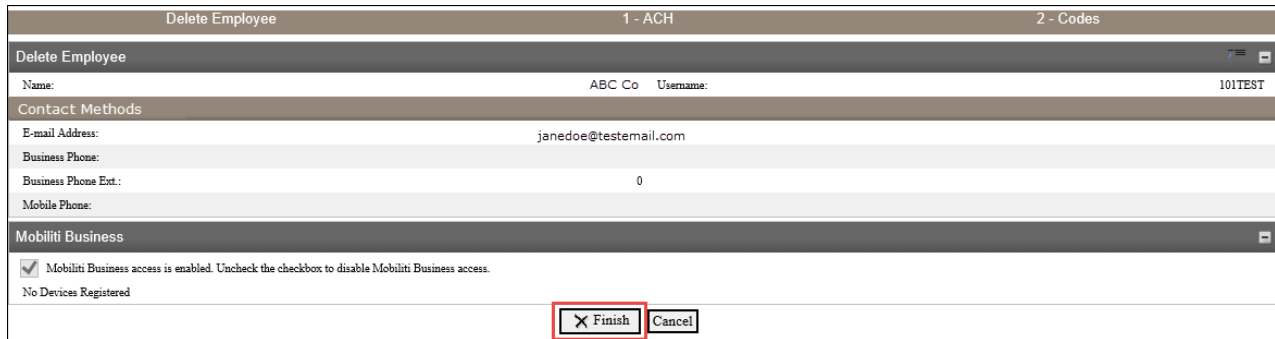 Delete Employee 1 - ACH 2 - Codes
Delete Employee
Name: ABC Co Username: 101TEST
Contact Methods
E-mail Address: janedoe@testemail.com
Business Phone:
Business Phone Ext.: 0
Mobile Phone:
Mobiliti Business
Mobiliti Business access is enabled. Uncheck the checkbox to disable Mobiliti Business access.
No Devices Registered
Finish Cancel